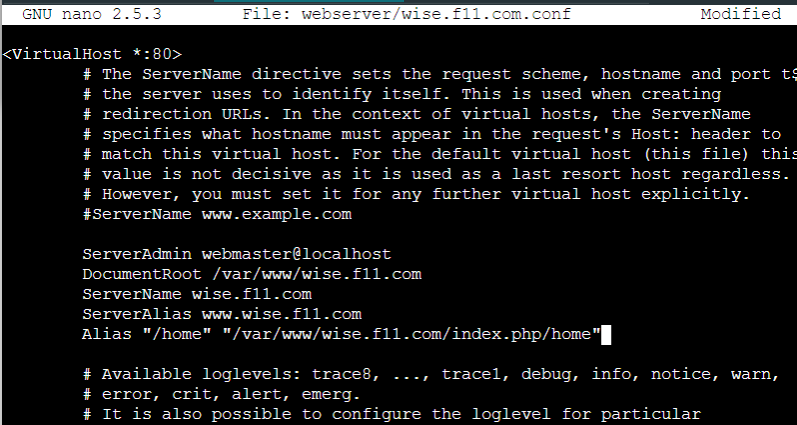 GNU nano 2.5.3 File: webserver/wise.f11.com.conf Modified
<VirtualHost *:80>
# The ServerName directive sets the request scheme, hostname and port t$
# the server uses to identify itself. This is used when creating
# redirection URLs. In the context of virtual hosts, the ServerName
# specifies what hostname must appear in the request's Host: header to
# match this virtual host. For the default virtual host (this file) this
# value is not decisive as it is used as a last resort host regardless.
# However, you must set it for any further virtual host explicitly.
#ServerName www.example.com
ServerAdmin webmaster@localhost
DocumentRoot /var/www/wise.f11.com
ServerName wise.f11.com
ServerAlias www.wise.f11.com
Alias "/home" "/var/www/wise.f11.com/index.php/home"
# Available loglevels: trace8, ..., trace1, debug, info, notice, warn,
# error, crit, alert, emerg.
# It is also possible to configure the loglevel for particular